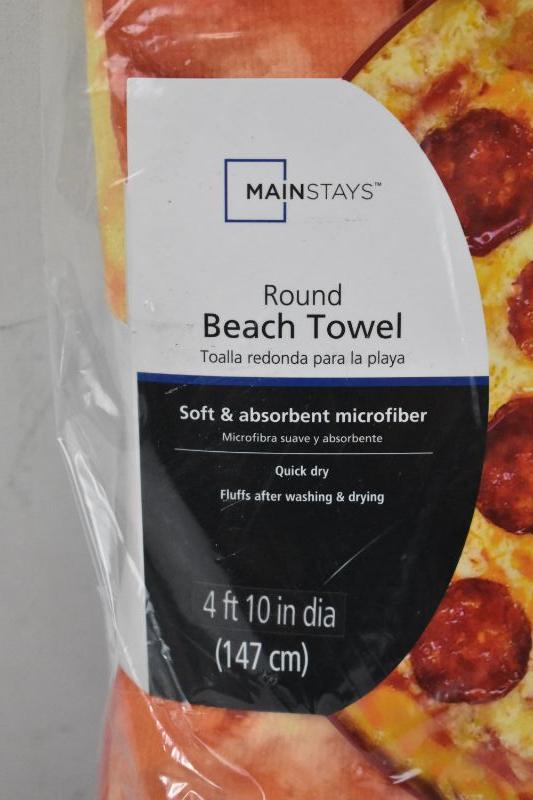 MAINSTAYS™
Round
Beach Towel
Toalla redonda para la playa
Soft & absorbent microfiber
Microfibra suave y absorbente
Quick dry
Fluffs after washing & drying
4 ft 10 in dia
(147 cm)